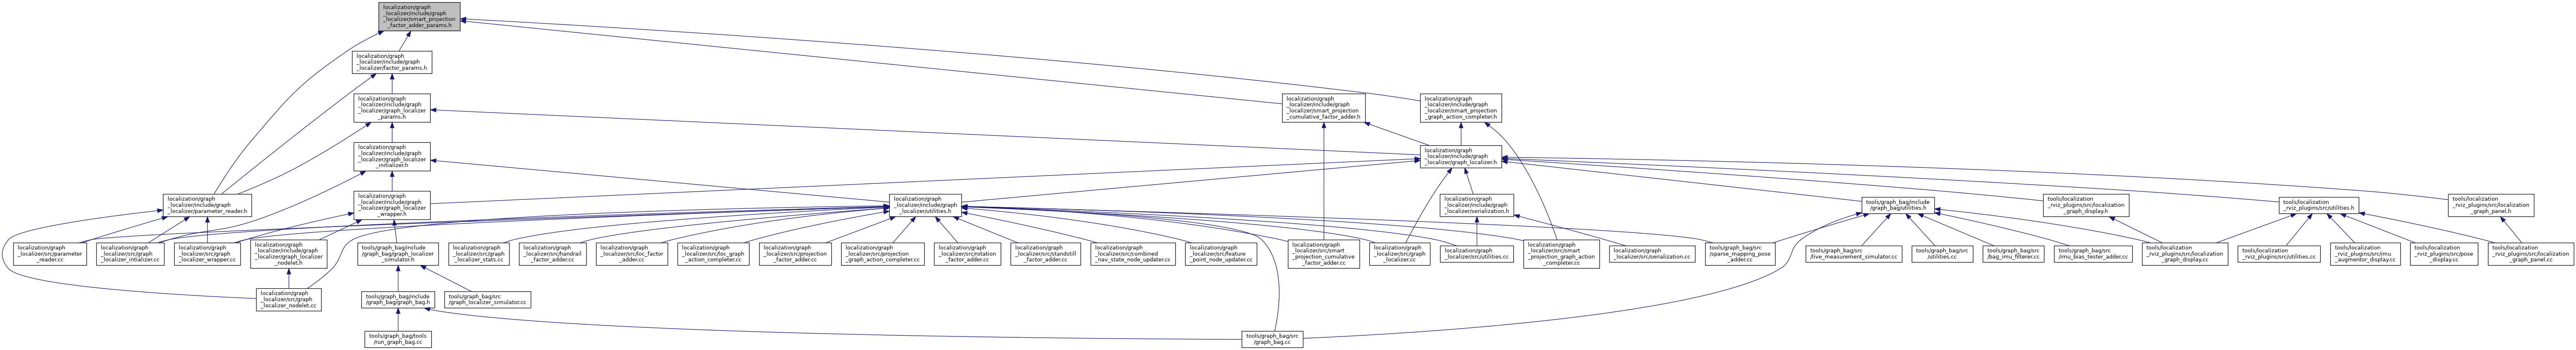 localization/graph
_localizer/include/graph
_localizer/smart_projection
_factor_adder_params.h
localization/graph
_localizer/include/graph
_localizer/factor_params.h
localization/graph
_localizer/include/graph
_localizer/graph_localizer
_params.h
localization/graph
_localizer/include/graph
_localizer/smart_projection
_cumulative_factor_adder.h
localization/graph
_localizer/include/graph
_localizer/smart_projection
_graph_action_completer.h
localization/graph
_localizer/include/graph
_localizer/graph_localizer
_initializer.h
localization/graph
_localizer/include/graph
_localizer/graph_localizer.h
localization/graph
_localizer/include/graph
_localizer/parameter_reader.h
localization/graph
_localizer/include/graph
_localizer/graph_localizer
_wrapper.h
localization/graph
_localizer/include/graph
_localizer/utilities.h
localization/graph
_localizer/include/graph
_localizer/serialization.h
tools/graph_bag/include
/graph_bag/utilities.h
tools/localization
_rviz_plugins/src/localization
_graph_display.h
tools/localization
_rviz_plugins/src/utilities.h
tools/localization
_rviz_plugins/src/localization
_graph_panel.h
localization/graph
_localizer/src/parameter
_reader.cc
localization/graph
_localizer/src/graph
_localizer_intializer.cc
localization/graph
_localizer/src/graph
_localizer_wrapper.cc
localization/graph
_localizer/include/graph
_localizer/graph_localizer
_nodelet.h
tools/graph_bag/include
/graph_bag/graph_localizer
_simulator.h
localization/graph
_localizer/src/graph
_localizer_stats.cc
localization/graph
_localizer/src/handrail
_factor_adder.cc
localization/graph
_localizer/src/loc_factor
_adder.cc
localization/graph
_localizer/src/loc_graph
_action_completer.cc
localization/graph
_localizer/src/projection
_factor_adder.cc
localization/graph
_localizer/src/projection
_graph_action_completer.cc
localization/graph
_localizer/src/rotation
_factor_adder.cc
localization/graph
_localizer/src/standstill
_factor_adder.cc
localization/graph
_localizer/src/combined
_nav_state_node_updater.cc
localization/graph
_localizer/src/feature
_point_node_updater.cc
localization/graph
_localizer/src/smart
_projection_cumulative
_factor_adder.cc
localization/graph
_localizer/src/graph
_localizer.cc
localization/graph
_localizer/src/utilities.cc
localization/graph
_localizer/src/smart
_projection_graph_action
_completer.cc
localization/graph
_localizer/src/serialization.cc
tools/graph_bag/src
/sparse_mapping_pose
_adder.cc
tools/graph_bag/src
/live_measurement_simulator.cc
tools/graph_bag/src
/utilities.cc
tools/graph_bag/src
/bag_imu_filterer.cc
tools/graph_bag/src
/imu_bias_tester_adder.cc
tools/localization
_rviz_plugins/src/localization
_graph_display.cc
tools/localization
_rviz_plugins/src/utilities.cc
tools/localization
_rviz_plugins/src/imu
_augmentor_display.cc
tools/localization
_rviz_plugins/src/pose
_display.cc
tools/localization
_rviz_plugins/src/localization
_graph_panel.cc
localization/graph
_localizer/src/graph
_localizer_nodelet.cc
tools/graph_bag/include
/graph_bag/graph_bag.h
tools/graph_bag/src
/graph_localizer_simulator.cc
tools/graph_bag/tools
/run_graph_bag.cc
tools/graph_bag/src
/graph_bag.cc